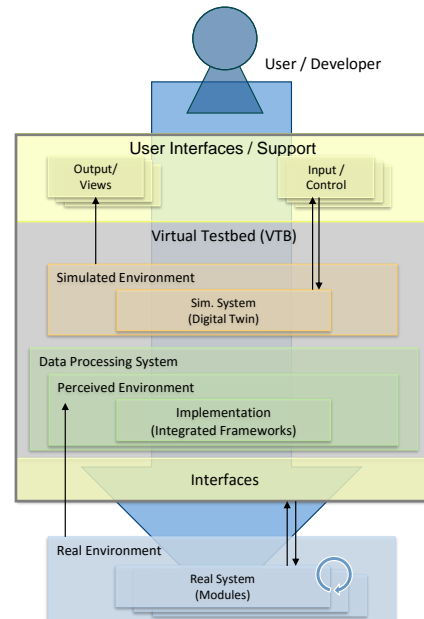 User / Developer
User Interfaces / Support
Output/
Views
Input /
Control
Virtual Testbed (VTB)
Simulated Environment
Sim. System
(Digital Twin)
Data Processing System
Perceived Environment
Implementation
(Integrated Frameworks)
Interfaces
Real Environment
Real System
(Modules)